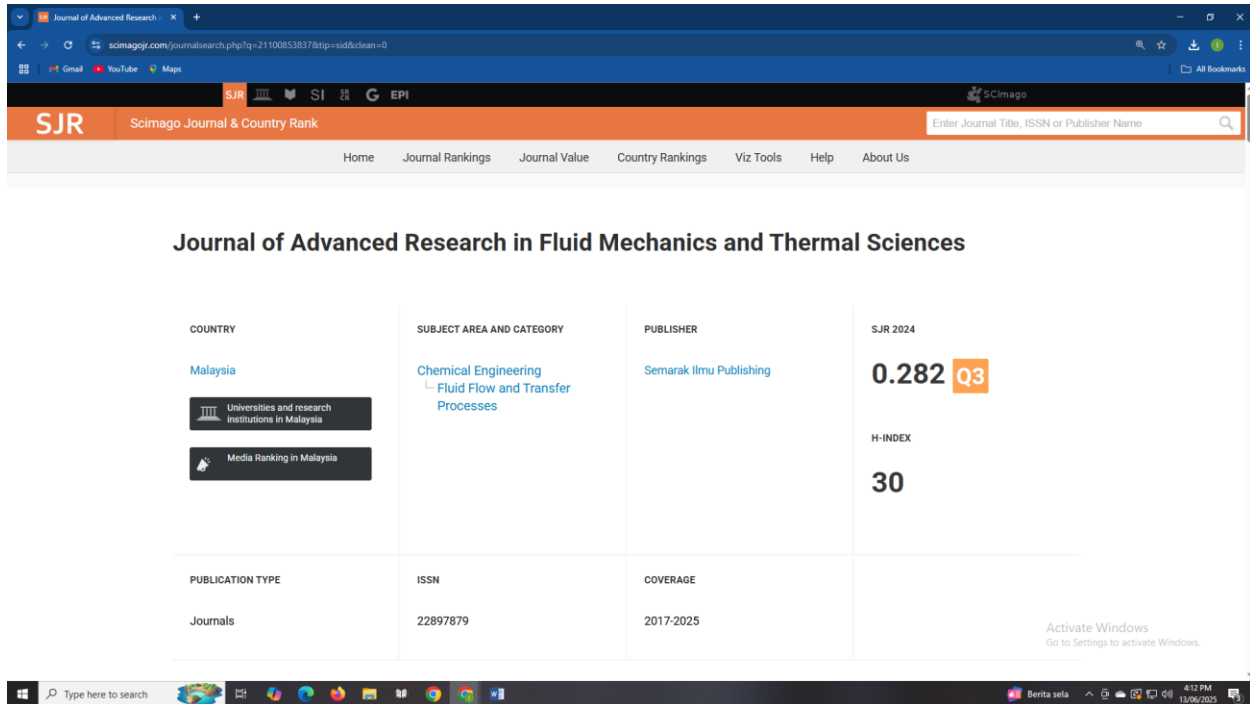 Journal of Advanced Research i
scimagojr.com/journalsearch.php?q=21100853837&tip=sid&clean=0
Gmail YouTube Maps All Bookmarks
SJR SI G EPI SCImago
SJR Scimago Journal & Country Rank Enter Journal Title, ISSN or Publisher Name
Home Journal Rankings Journal Value Country Rankings Viz Tools Help About Us
Journal of Advanced Research in Fluid Mechanics and Thermal Sciences
COUNTRY
Malaysia
Universities and research
institutions in Malaysia
Media Ranking in Malaysia
SUBJECT AREA AND CATEGORY
Chemical Engineering
Fluid Flow and Transfer
Processes
PUBLISHER
Semarak Ilmu Publishing
SJR 2024
0.282 Q3
H-INDEX
30
PUBLICATION TYPE
Journals
ISSN
22897879
COVERAGE
2017-2025
Activate Windows
Go to Settings to activate Windows.
Type here to search
Berita sela
4:12 PM
13/06/2025